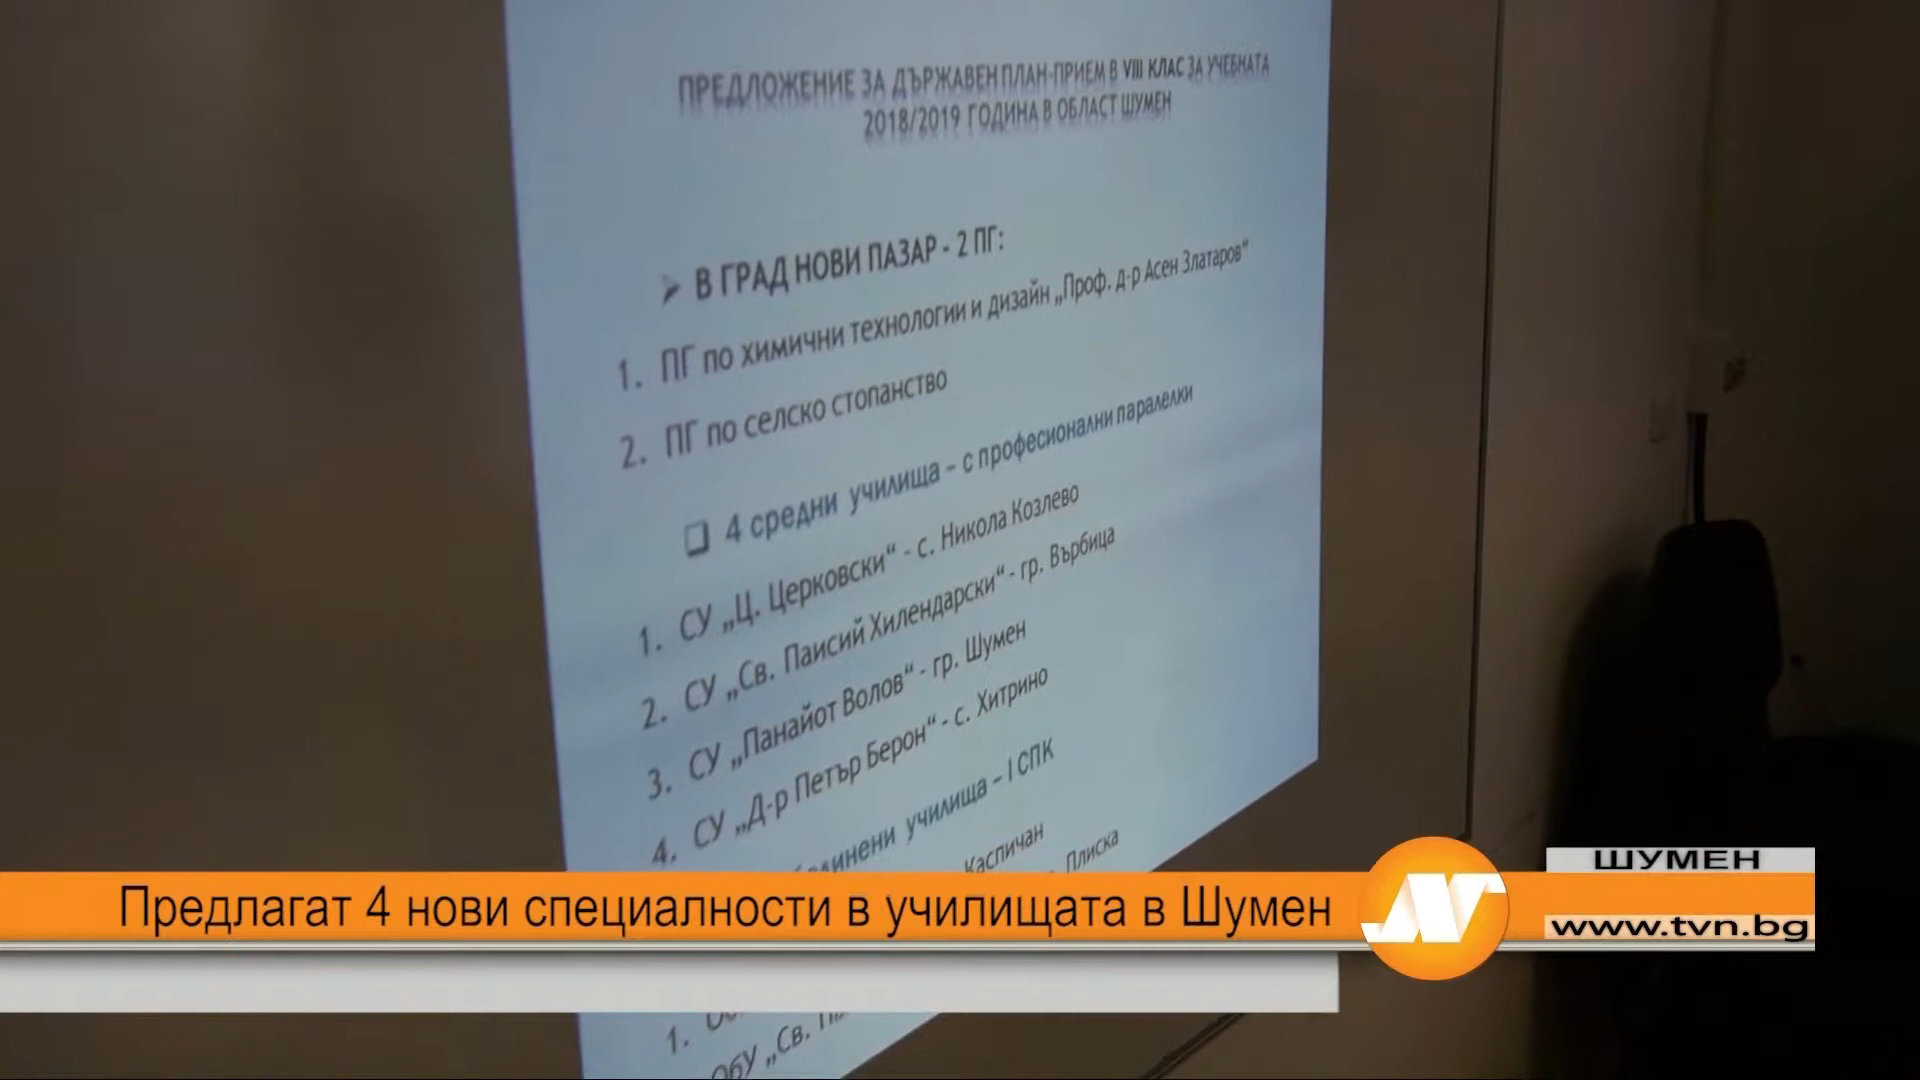 ПРЕДЛОЖЕНИЕ ЗА ДЪРЖАВЕН ПЛАН-ПРИЕМ В VIII КЛАС ЗА УЧЕБНАТА
2018/2019 ГОДИНА В ОБЛАСТ ШУМЕН
➢ В ГРАД НОВИ ПАЗАР - 2 ПГ:
1. ПГ по химични технологии и дизайн „Проф. д-р Асен Златаров“
2. ПГ по селско стопанство
❑ 4 средни училища – с професионални паралелки
1. СУ „Ц. Церковски“ - с. Никола Козлево
2. СУ „Св. Паисий Хилендарски“ - гр. Върбица
3. СУ „Панайот Волов“ - гр. Шумен
4. СУ „Д-р Петър Берон“ - с. Хитрино
училища – I СПК
Каспичан
Плиска
1.
ОбУ „Св.
Предлагат 4 нови специалности в училищата в Шумен
ШУМЕН
www.tvn.bg